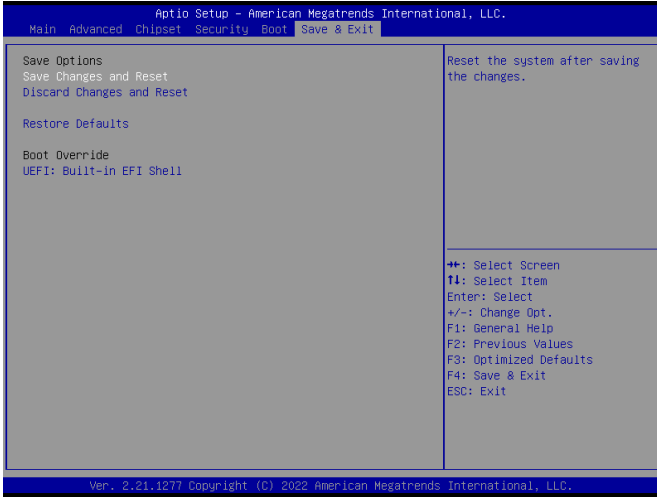 Aptio Setup - American Megatrends International, LLC.
Main Advanced Chipset Security Boot Save & Exit
Save Options
Save Changes and Reset
Discard Changes and Reset
Restore Defaults
Boot Override
UEFI: Built-in EFI Shell
Reset the system after saving
the changes.
→←: Select Screen
↑↓: Select Item
Enter: Select
+/-: Change Opt.
F1: General Help
F2: Previous Values
F3: Optimized Defaults
F4: Save & Exit
ESC: Exit
Ver. 2.21.1277 Copyright (C) 2022 American Megatrends International, LLC.